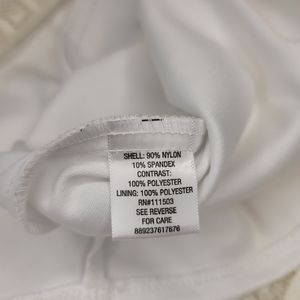 SHELL: 90% NYLON
10% SPANDEX
CONTRAST:
100% POLYESTER
LINING: 100% POLYESTER
RN#111503
SEE REVERSE
FOR CARE
889237617676